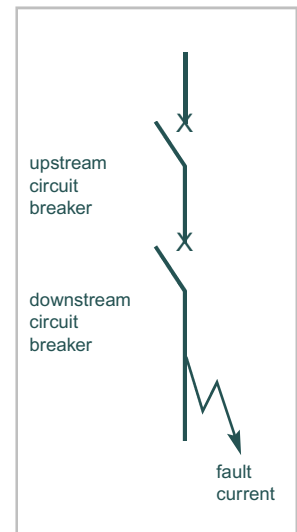 upstream
circuit
breaker
downstream
circuit
breaker
fault
current